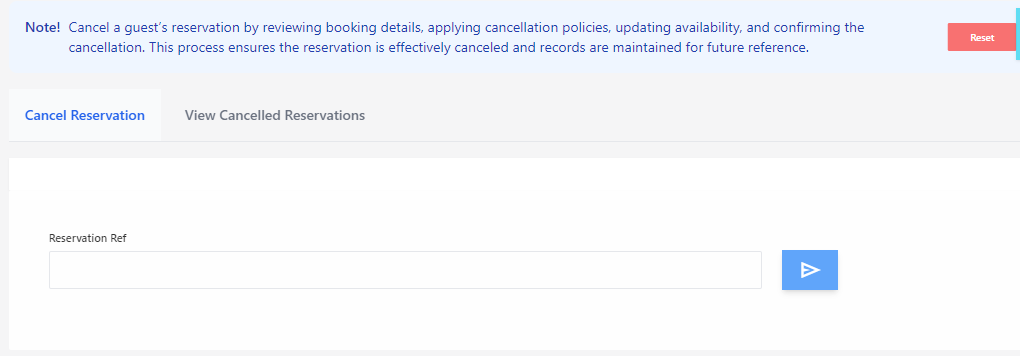 Note! Cancel a guest’s reservation by reviewing booking details, applying cancellation policies, updating availability, and confirming the
cancellation. This process ensures the reservation is effectively canceled and records are maintained for future reference.
Reset
Cancel Reservation
View Cancelled Reservations
Reservation Ref